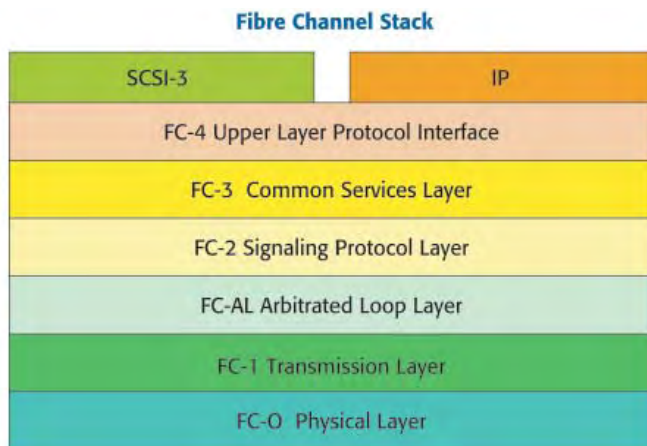 Fibre Channel Stack
SCSI-3
IP
FC-4 Upper Layer Protocol Interface
FC-3 Common Services Layer
FC-2 Signaling Protocol Layer
FC-AL Arbitrated Loop Layer
FC-1 Transmission Layer
FC-O Physical Layer